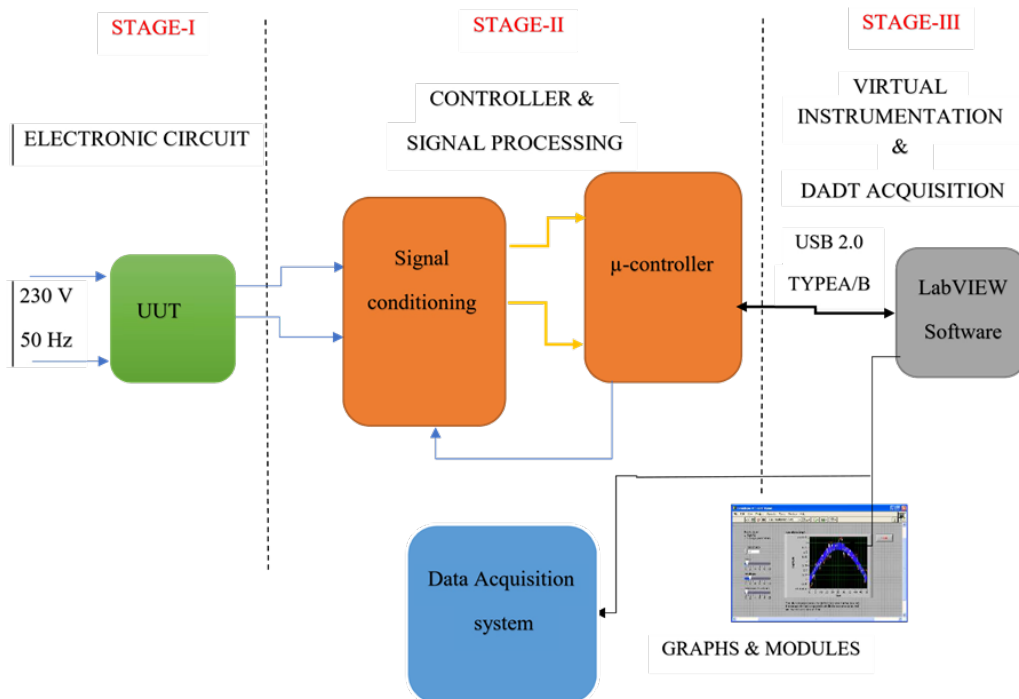 STAGE-I
STAGE-II
STAGE-III
ELECTRONIC CIRCUIT
CONTROLLER &
SIGNAL PROCESSING
VIRTUAL
INSTRUMENTATION
&
DADT ACQUISITION
230 V
50 Hz
UUT
Signal
conditioning
µ-controller
USB 2.0
TYPEA/B
LabVIEW
Software
Data Acquisition
system
GRAPHS & MODULES